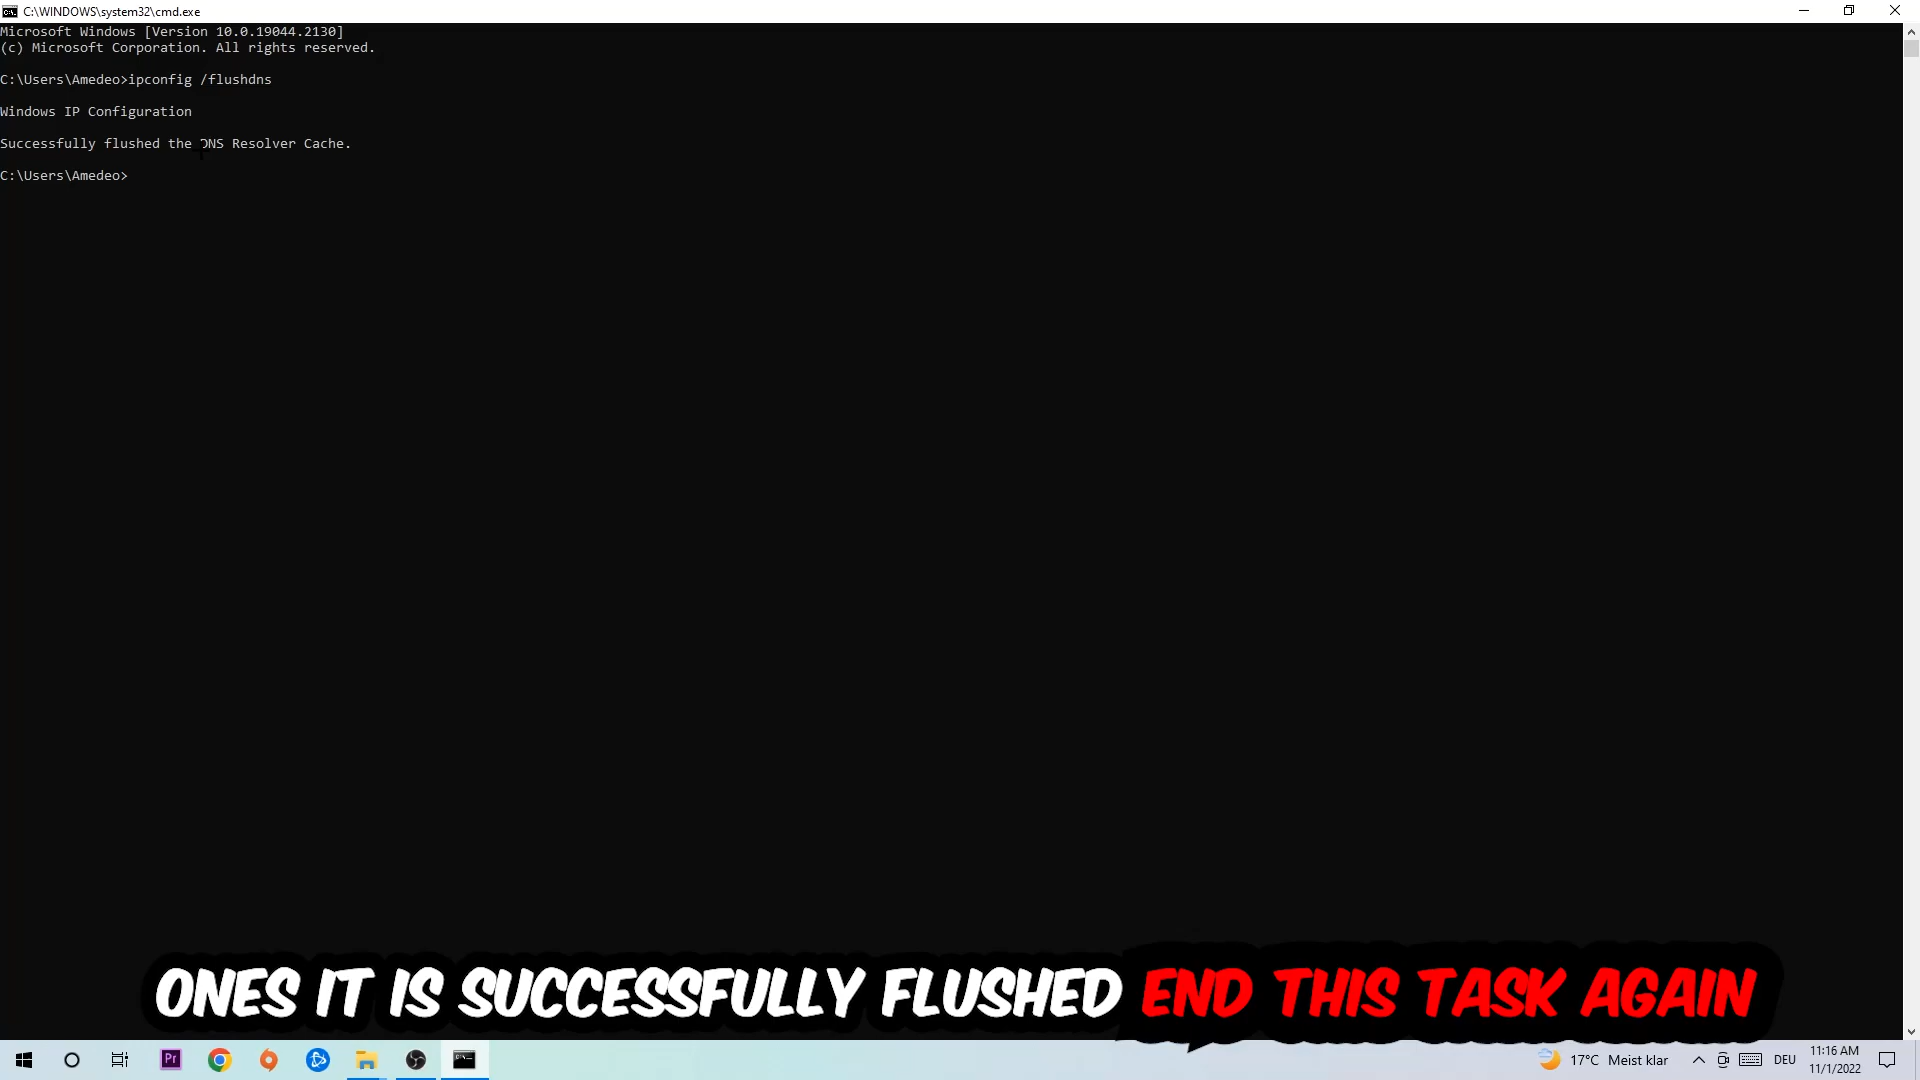 C:\WINDOWS\system32\cmd.exe
Microsoft Windows [Version 10.0.19044.2130]
(c) Microsoft Corporation. All rights reserved.
C:\Users\Amedeo>ipconfig /flushdns
Windows IP Configuration
Successfully flushed the DNS Resolver Cache.
C:\Users\Amedeo>
ONES IT IS SUCCESSFULLY FLUSHED END THIS TASK AGAIN
Pr
17°C Meist klar
DEU
11:16 AM
11/1/2022